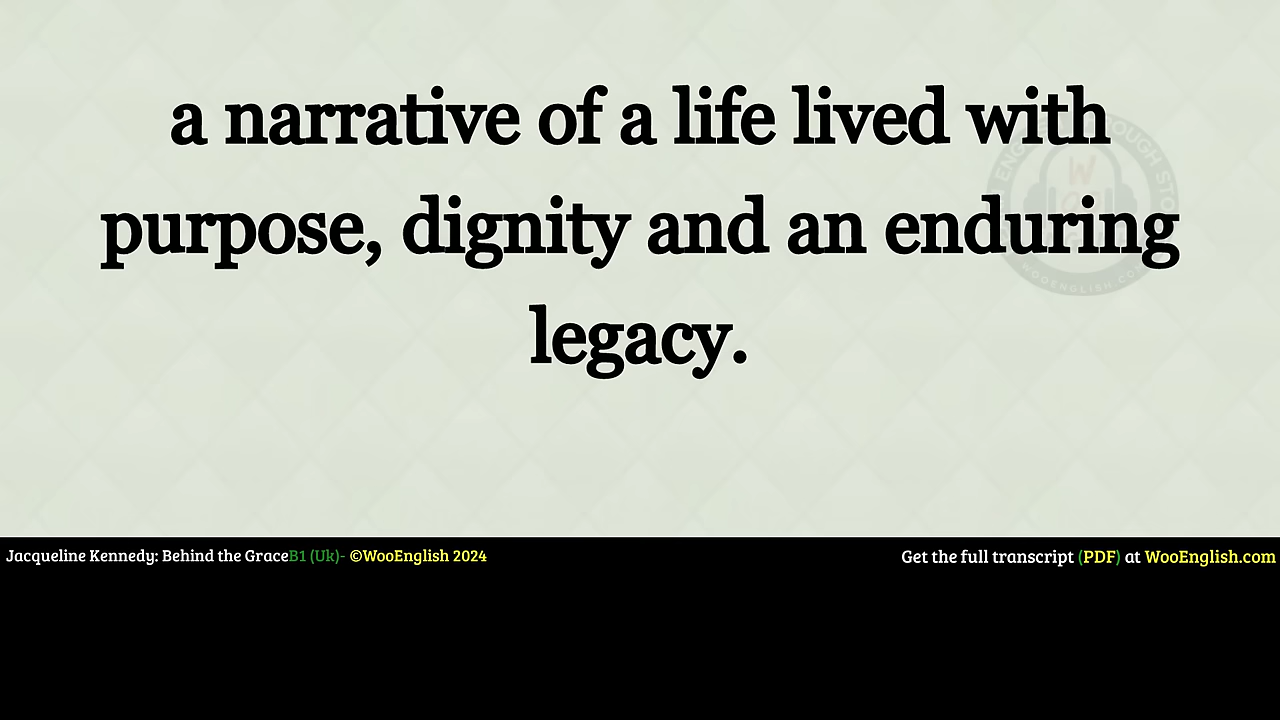 a narrative of a life lived with
purpose, dignity and an enduring
legacy.
Jacqueline Kennedy: Behind the GraceB1 (Uk)- ©WooEnglish 2024
Get the full transcript (PDF) at WooEnglish.com